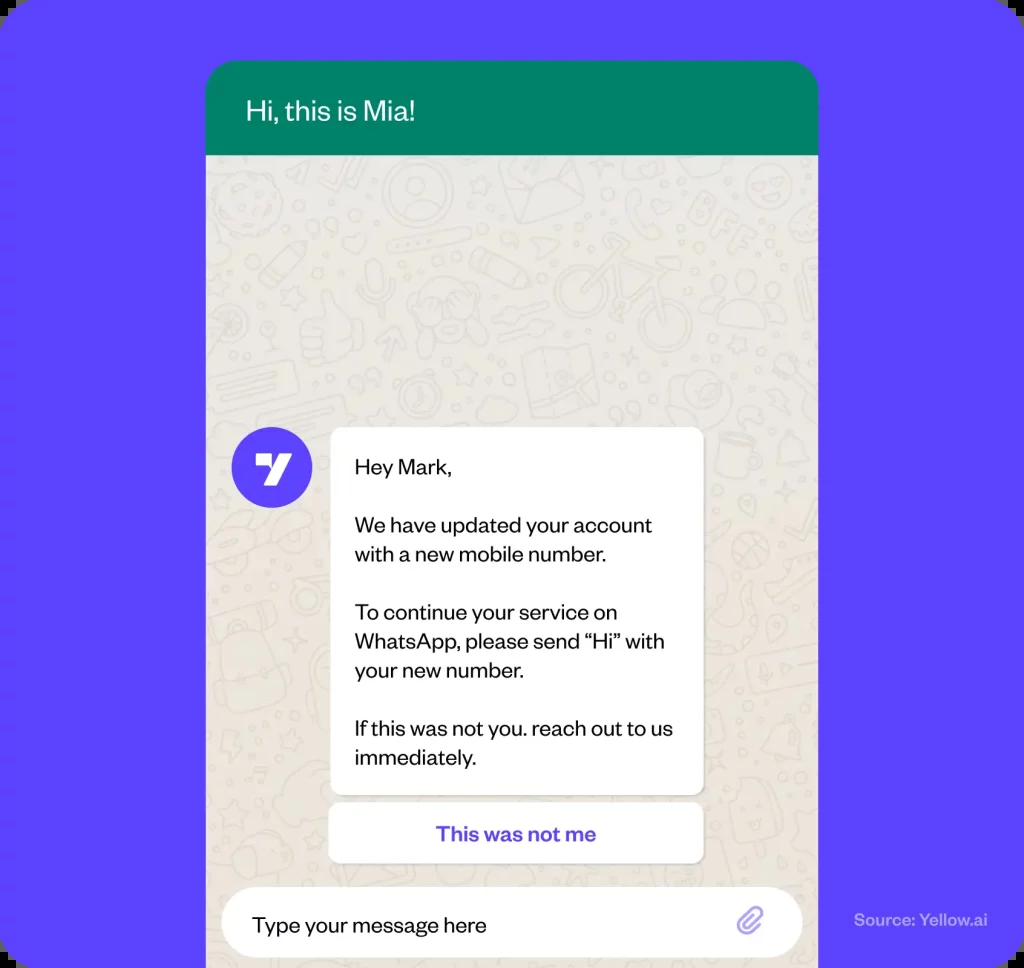 Hi, this is Mia!
BFF
Hey Mark,
We have updated your account
with a new mobile number.
To continue your service on
WhatsApp, please send “Hi” with
your new number.
If this was not you. reach out to us
immediately.
This was not me
Type your message here
Source: Yellow.ai